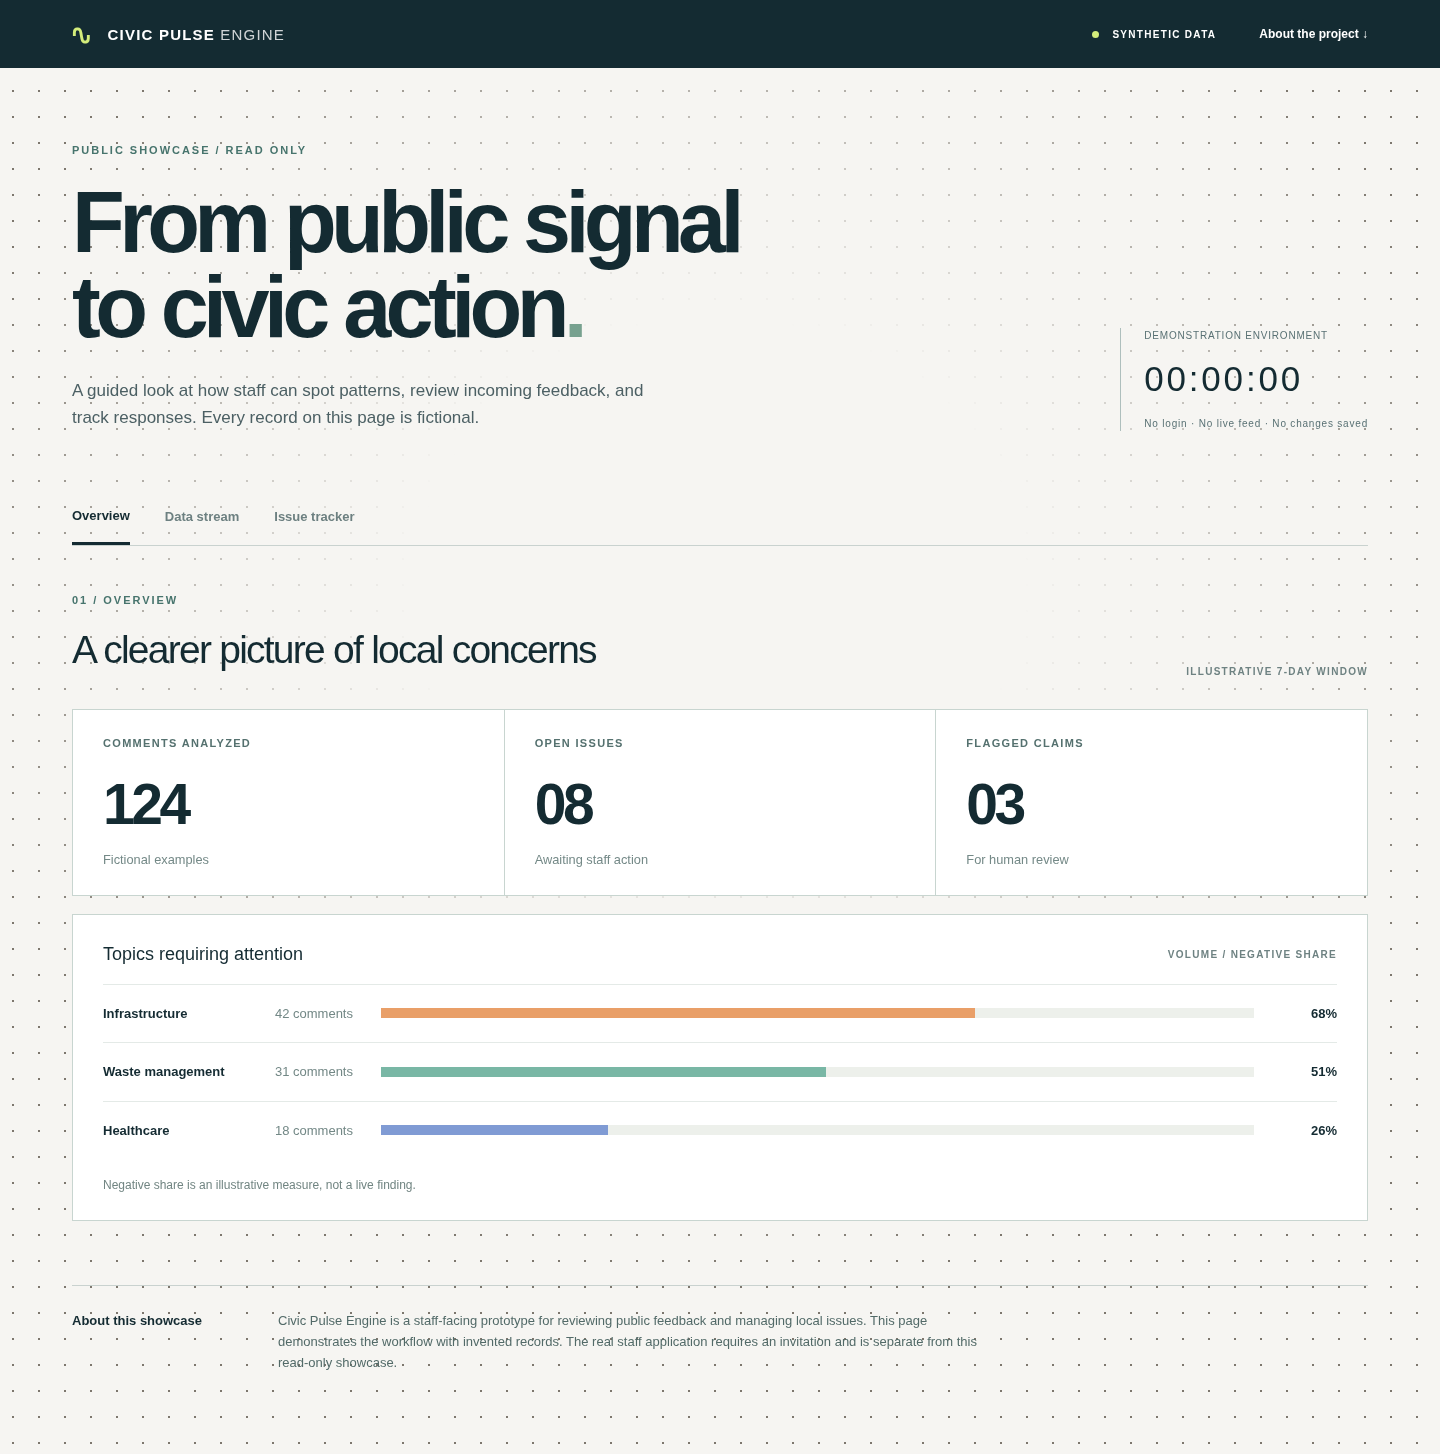 CIVIC PULSE ENGINE
SYNTHETIC DATA
About the project ↓
PUBLIC SHOWCASE / READ ONLY
From public signal
to civic action.
A guided look at how staff can spot patterns, review incoming feedback, and
track responses. Every record on this page is fictional.
DEMONSTRATION ENVIRONMENT
00:00:00
No login · No live feed · No changes saved
Overview
Data stream
Issue tracker
01 / OVERVIEW
A clearer picture of local concerns
ILLUSTRATIVE 7-DAY WINDOW
COMMENTS ANALYZED
124
Fictional examples
OPEN ISSUES
08
Awaiting staff action
FLAGGED CLAIMS
03
For human review
Topics requiring attention
VOLUME / NEGATIVE SHARE
Infrastructure
42 comments
68%
Waste management
31 comments
51%
Healthcare
18 comments
26%
Negative share is an illustrative measure, not a live finding.
About this showcase
Civic Pulse Engine is a staff-facing prototype for reviewing public feedback and managing local issues. This page
demonstrates the workflow with invented records. The real staff application requires an invitation and is separate from this
read-only showcase.